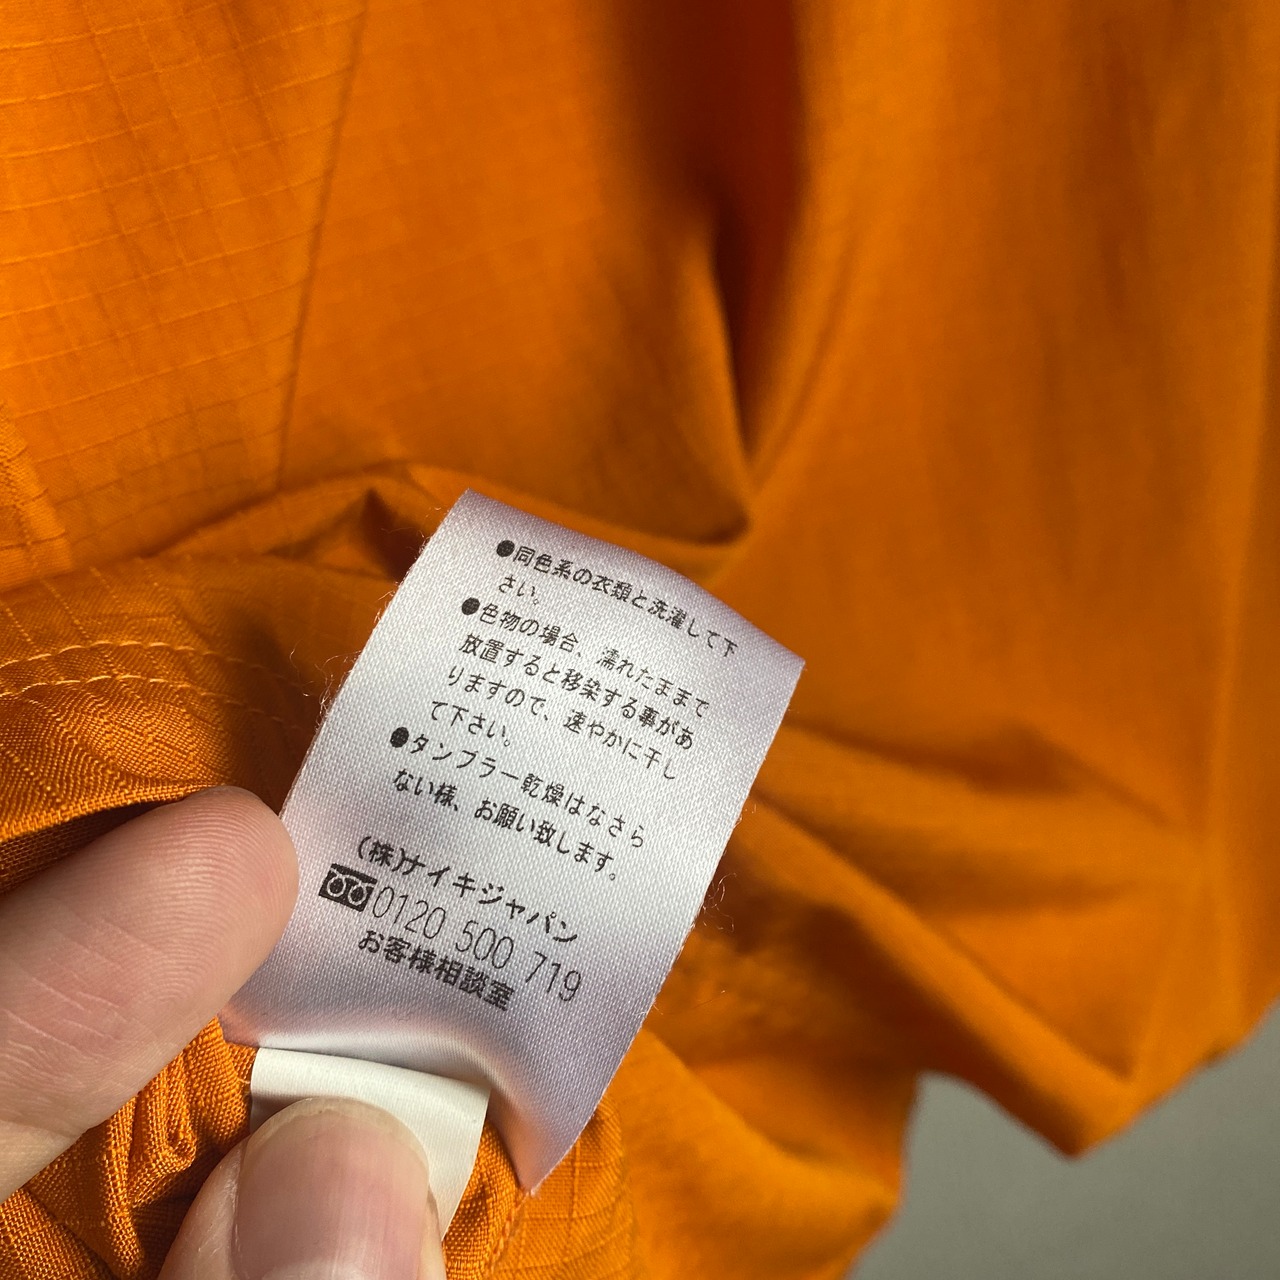 ●同色系の衣類と洗濯して下
さい。
●色物の場合、濡れたままで
放置すると移染する事があ
りますので、速やかに干し
て下さい。
●タンブラー乾燥はなさら
ない様、お願い致します。
(株)ナイキジャパン
0120 500 719
お客様相談室